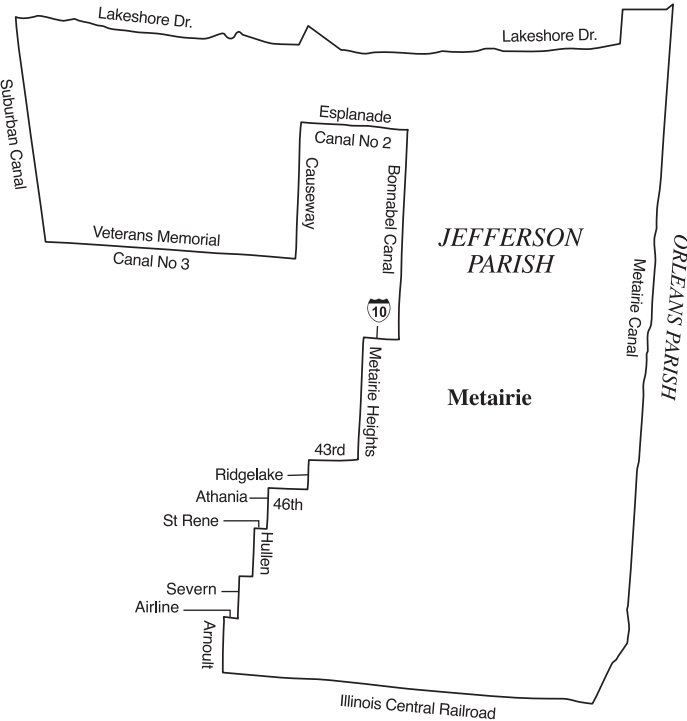 Lakeshore Dr.
Lakeshore Dr.
Suburban Canal
Esplanade
Canal No 2
Causeway
Bonnabel Canal
Veterans Memorial
Canal No 3
JEFFERSON
PARISH
ORLEANS PARISH
Metairie Canal
10
Metairie Heights
Metairie
43rd
Ridgelake
Athania
46th
St Rene
Hullen
Severn
Airline
Arnoult
Illinois Central Railroad